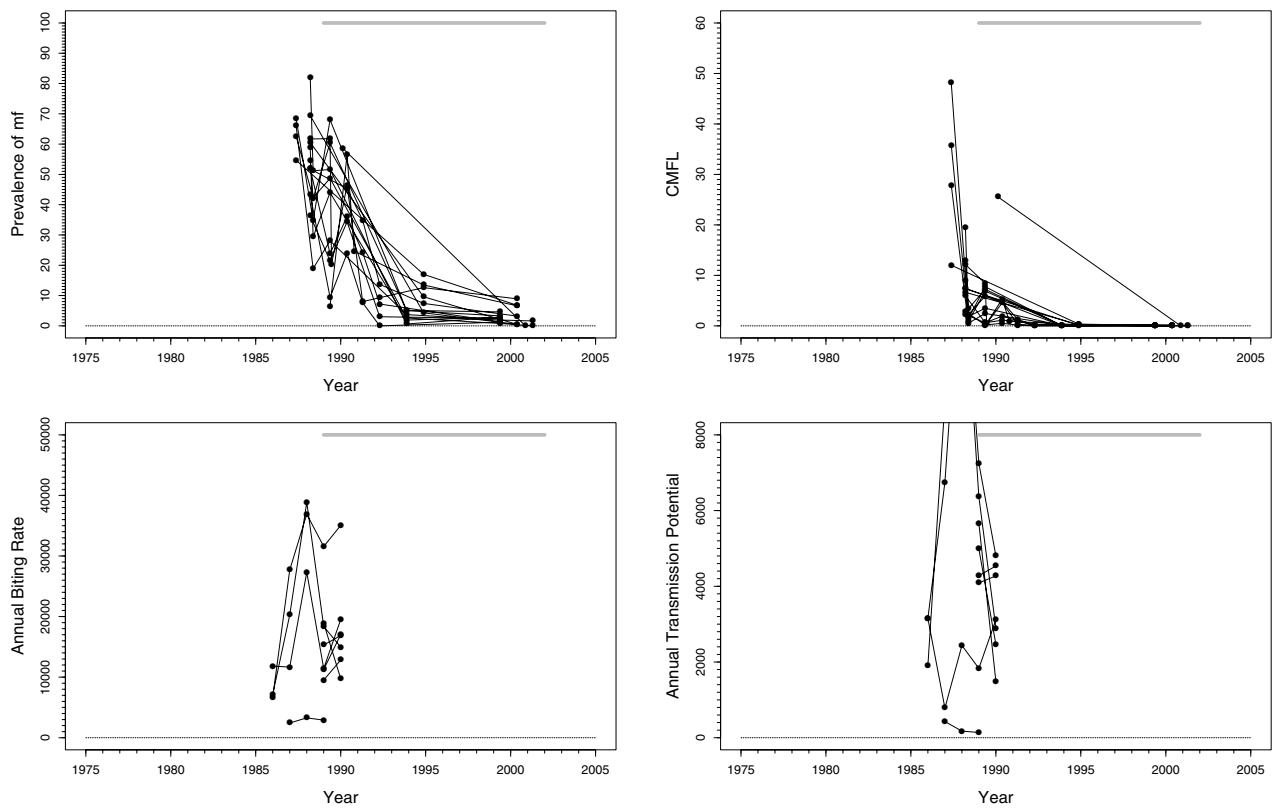 Prevalence of mf
0 10 20 30 40 50 60 70 80 90 100
1975 1980 1985 1990 1995 2000 2005
Year
CMFL
0 10 20 30 40 50 60
1975 1980 1985 1990 1995 2000 2005
Year
Annual Biting Rate
0 10000 20000 30000 40000 50000
1975 1980 1985 1990 1995 2000 2005
Year
Annual Transmission Potential
0 2000 4000 6000 8000
1975 1980 1985 1990 1995 2000 2005
Year